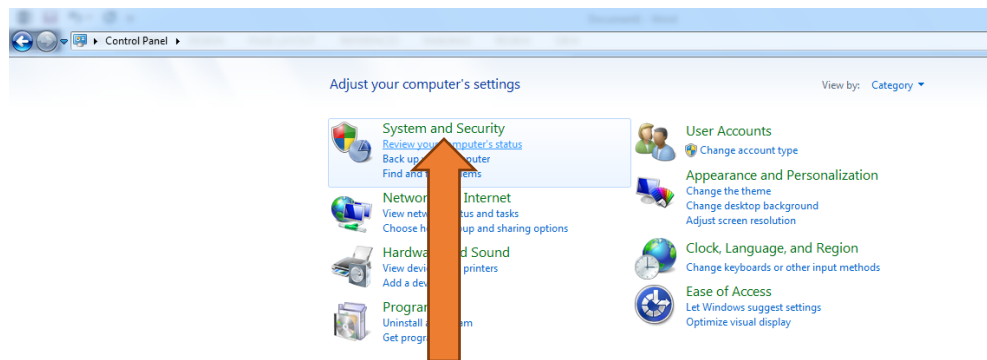 Control Panel
Adjust your computer's settings
View by: Category
System and Security
Review your computer's status
Back up computer
Find and
Network Internet
View status and tasks
Choose and sharing options
Hardware Sound
View printers
Add a
Programs
Uninstall a
Get
User Accounts
Change account type
Appearance and Personalization
Change the theme
Change desktop background
Adjust screen resolution
Clock, Language, and Region
Change keyboards or other input methods
Ease of Access
Let Windows suggest settings
Optimize visual display